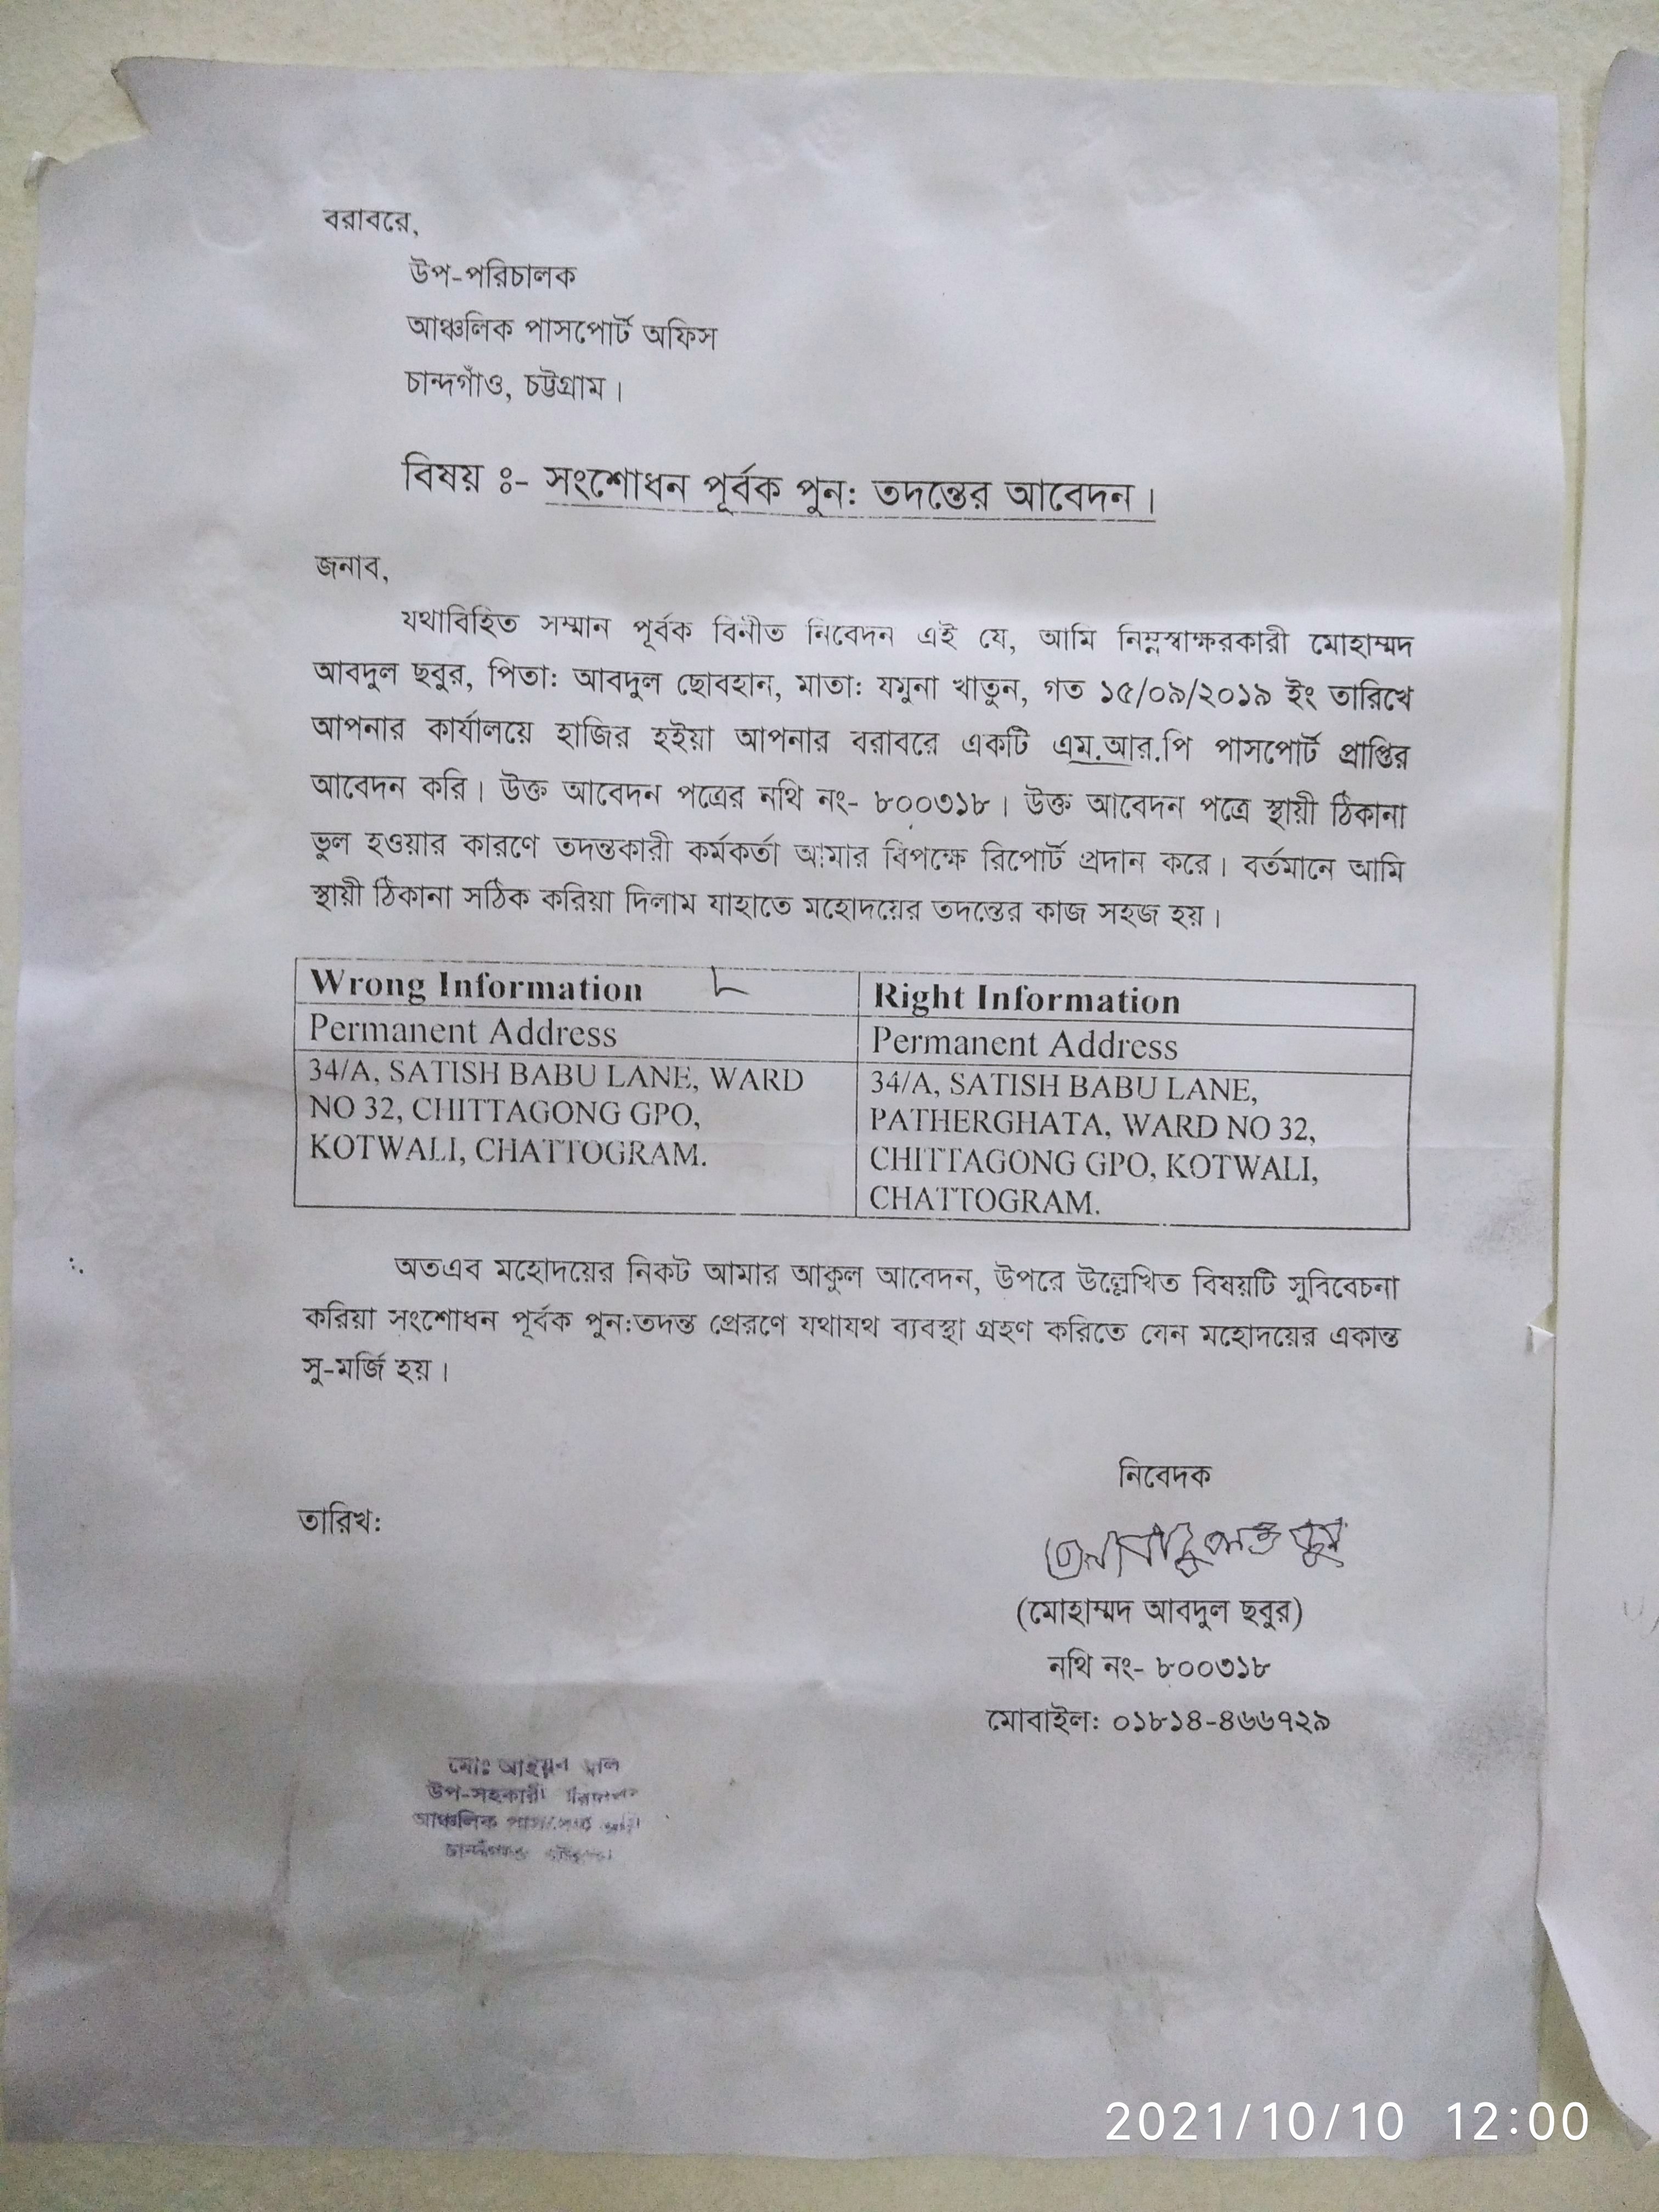 বরাবরে,
উপ-পরিচালক
আঞ্চলিক পাসপোর্ট অফিস
চান্দগাঁও, চট্টগ্রাম।
বিষয় ঃ- সংশোধন পূর্বক পুন: তদন্তের আবেদন।
জনাব,
যথাবিহিত সম্মান পূর্বক বিনীত নিবেদন এই যে, আমি নিম্নস্বাক্ষরকারী মোহাম্মদ
আবদুল ছবুর, পিতা: আবদুল ছোবহান, মাতা: যমুনা খাতুন, গত ১৫/০৯/২০১৯ ইং তারিখে
আপনার কার্যালয়ে হাজির হইয়া আপনার বরাবরে একটি এম.আর.পি পাসপোর্ট প্রাপ্তির
আবেদন করি। উক্ত আবেদন পত্রের নথি নং- ৮০০৩১৮। উক্ত আবেদন পত্রে স্থায়ী ঠিকানা
ভুল হওয়ার কারণে তদন্তকারী কর্মকর্তা আমার বিপক্ষে রিপোর্ট প্রদান করে। বর্তমানে আমি
স্থায়ী ঠিকানা সঠিক করিয়া দিলাম যাহাতে মহোদয়ের তদন্তের কাজ সহজ হয়।
Wrong Information
Right Information
Permanent Address
Permanent Address
34/A, SATISH BABU LANE, WARD
NO 32, CHITTAGONG GPO,
KOTWALI, CHATTOGRAM.
34/A, SATISH BABU LANE,
PATHERGHATA, WARD NO 32,
CHITTAGONG GPO, KOTWALI,
CHATTOGRAM.
অতএব মহোদয়ের নিকট আমার আকুল আবেদন, উপরে উল্লেখিত বিষয়টি সুবিবেচনা
করিয়া সংশোধন পূর্বক পুন:তদন্ত প্রেরণে যথাযথ ব্যবস্থা গ্রহণ করিতে যেন মহোদয়ের একান্ত
সু-মর্জি হয়।
নিবেদক
তারিখ:
(মোহাম্মদ আবদুল ছবুর)
নথি নং- ৮০০৩১৮
মোবাইল: ০১৮১৪-৪৬৬৭২৯
মোঃ
উপ-সহকারী
আঞ্চলিক
2021/10/10 12:00